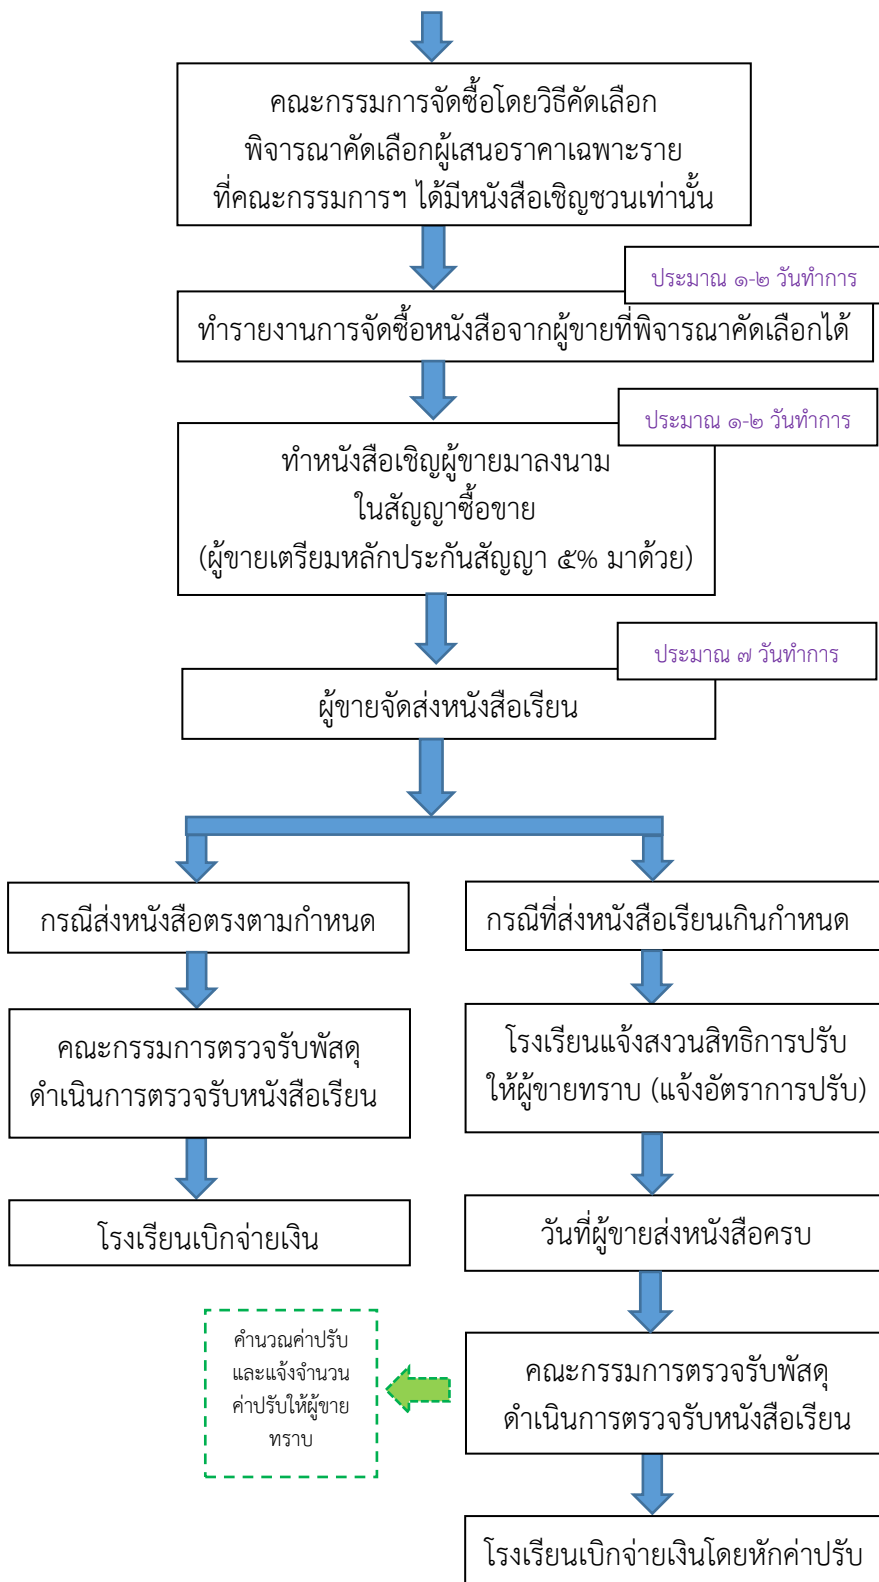 คณะกรรมการจัดซื้อโดยวิธีคัดเลือก
พิจารณาคัดเลือกผู้เสนอราคาเฉพาะราย
ที่คณะกรรมการฯ ได้มีหนังสือเชิญชวนเท่านั้น
ประมาณ ๑-๒ วันทำการ
ทำรายงานการจัดซื้อหนังสือจากผู้ขายที่พิจารณาคัดเลือกได้
ประมาณ ๑-๒ วันทำการ
ทำหนังสือเชิญผู้ขายมาลงนาม
ในสัญญาซื้อขาย
(ผู้ขายเตรียมหลักประกันสัญญา ๕% มาด้วย)
ประมาณ ๗ วันทำการ
ผู้ขายจัดส่งหนังสือเรียน
กรณีส่งหนังสือตรงตามกำหนด
คณะกรรมการตรวจรับพัสดุ
ดำเนินการตรวจรับหนังสือเรียน
โรงเรียนเบิกจ่ายเงิน
กรณีที่ส่งหนังสือเรียนเกินกำหนด
โรงเรียนแจ้งสงวนสิทธิการปรับ
ให้ผู้ขายทราบ (แจ้งอัตราการปรับ)
วันที่ผู้ขายส่งหนังสือครบ
คณะกรรมการตรวจรับพัสดุ
ดำเนินการตรวจรับหนังสือเรียน
คำนวณค่าปรับ
และแจ้งจำนวน
ค่าปรับให้ผู้ขาย
ทราบ
โรงเรียนเบิกจ่ายเงินโดยหักค่าปรับ